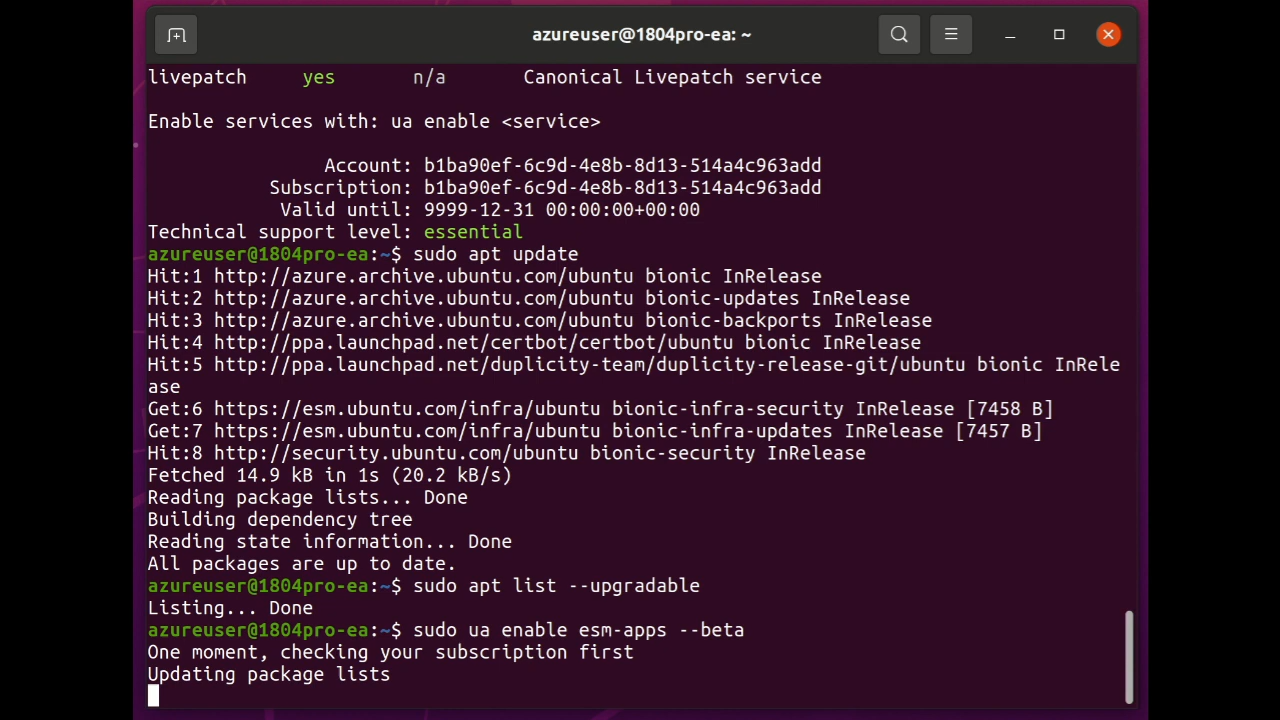 azureuser@1804pro-ea: ~
livepatch yes n/a Canonical Livepatch service
Enable services with: ua enable <service>
Account: b1ba90ef-6c9d-4e8b-8d13-514a4c963add
Subscription: b1ba90ef-6c9d-4e8b-8d13-514a4c963add
Valid until: 9999-12-31 00:00:00+00:00
Technical support level: essential
azureuser@1804pro-ea:~$ sudo apt update
Hit:1 http://azure.archive.ubuntu.com/ubuntu bionic InRelease
Hit:2 http://azure.archive.ubuntu.com/ubuntu bionic-updates InRelease
Hit:3 http://azure.archive.ubuntu.com/ubuntu bionic-backports InRelease
Hit:4 http://ppa.launchpad.net/certbot/certbot/ubuntu bionic InRelease
Hit:5 http://ppa.launchpad.net/duplicity-team/duplicity-release-git/ubuntu bionic InRele
ase
Get:6 https://esm.ubuntu.com/infra/ubuntu bionic-infra-security InRelease [7458 B]
Get:7 https://esm.ubuntu.com/infra/ubuntu bionic-infra-updates InRelease [7457 B]
Hit:8 http://security.ubuntu.com/ubuntu bionic-security InRelease
Fetched 14.9 kB in 1s (20.2 kB/s)
Reading package lists... Done
Building dependency tree
Reading state information... Done
All packages are up to date.
azureuser@1804pro-ea:~$ sudo apt list --upgradable
Listing... Done
azureuser@1804pro-ea:~$ sudo ua enable esm-apps --beta
One moment, checking your subscription first
Updating package lists